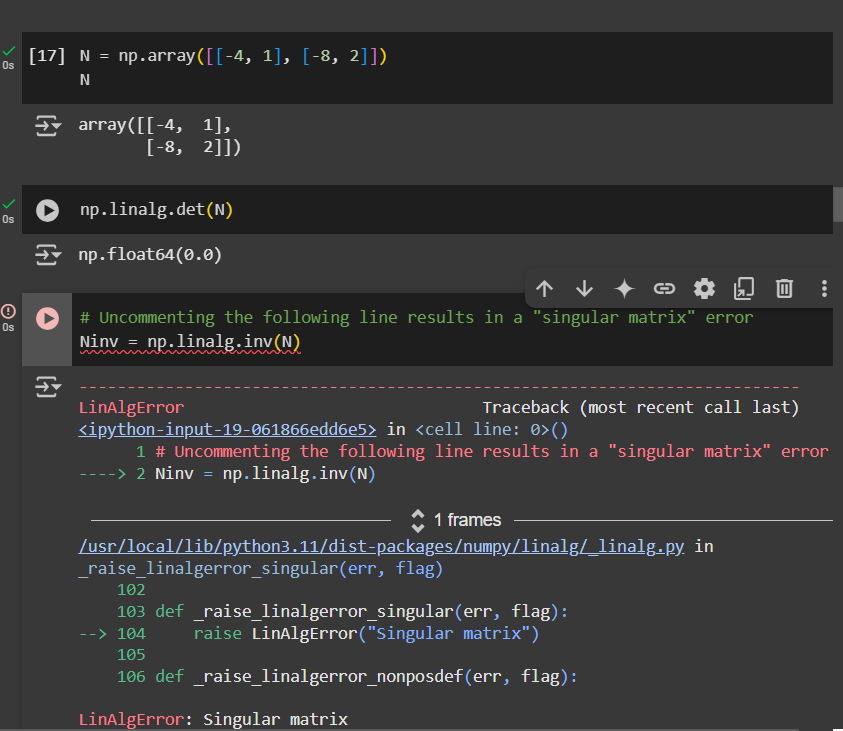 [17] N = np.array([[-4, 1], [-8, 2]])
0s
N
array([[-4,  1],
       [-8,  2]])
np.linalg.det(N)
0s
np.float64(0.0)
# Uncommenting the following line results in a "singular matrix" error
0s
Ninv = np.linalg.inv(N)
---------------------------------------------------------------------------
LinAlgError                               Traceback (most recent call last)
<ipython-input-19-061866edd6e5> in <cell line: 0>()
      1 # Uncommenting the following line results in a "singular matrix" error
----> 2 Ninv = np.linalg.inv(N)
1 frames
/usr/local/lib/python3.11/dist-packages/numpy/linalg/_linalg.py in
_raise_linalgerror_singular(err, flag)
    102
    103 def _raise_linalgerror_singular(err, flag):
--> 104     raise LinAlgError("Singular matrix")
    105
    106 def _raise_linalgerror_nonposdef(err, flag):
LinAlgError: Singular matrix